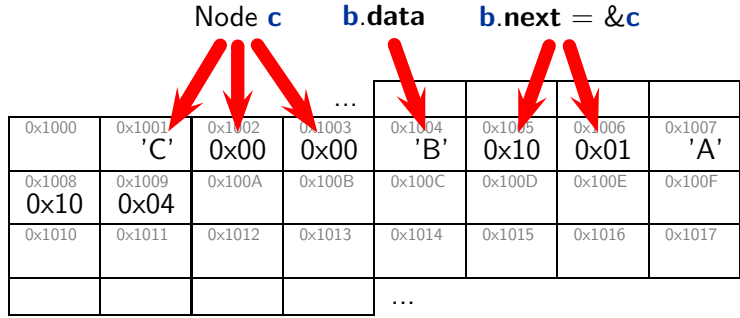 Node c b.data b.next = &c
...
0x1000 0x1001 0x1002 0x1003 0x1004 0x1005 0x1006 0x1007
'C' 0x00 0x00 'B' 0x10 0x01 'A'
0x1008 0x1009 0x100A 0x100B 0x100C 0x100D 0x100E 0x100F
0x10 0x04
0x1010 0x1011 0x1012 0x1013 0x1014 0x1015 0x1016 0x1017
...